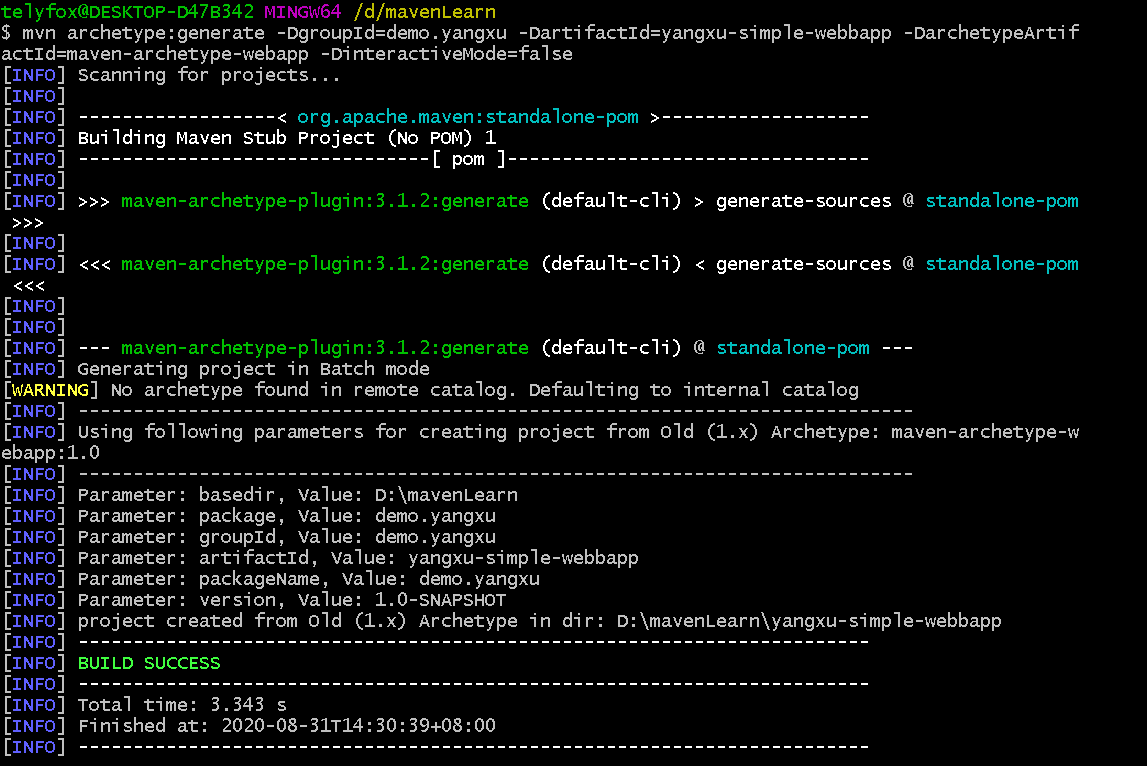 telyfox@DESKTOP-D47B342 MINGW64 /d/mavenLearn
$ mvn archetype:generate -DgroupId=demo.yangxu -DartifactId=yangxu-simple-webbapp -DarchetypeArtif
actId=maven-archetype-webapp -DinteractiveMode=false
[INFO] Scanning for projects...
[INFO]
[INFO] ------------------< org.apache.maven:standalone-pom >-------------------
[INFO] Building Maven Stub Project (No POM) 1
[INFO] --------------------------------[ pom ]---------------------------------
[INFO]
[INFO] >>> maven-archetype-plugin:3.1.2:generate (default-cli) > generate-sources @ standalone-pom
 >>>
[INFO]
[INFO] <<< maven-archetype-plugin:3.1.2:generate (default-cli) < generate-sources @ standalone-pom
 <<<
[INFO]
[INFO]
[INFO] --- maven-archetype-plugin:3.1.2:generate (default-cli) @ standalone-pom ---
[INFO] Generating project in Batch mode
[WARNING] No archetype found in remote catalog. Defaulting to internal catalog
[INFO] ----------------------------------------------------------------------------
[INFO] Using following parameters for creating project from Old (1.x) Archetype: maven-archetype-w
ebapp:1.0
[INFO] ----------------------------------------------------------------------------
[INFO] Parameter: basedir, Value: D:\mavenLearn
[INFO] Parameter: package, Value: demo.yangxu
[INFO] Parameter: groupId, Value: demo.yangxu
[INFO] Parameter: artifactId, Value: yangxu-simple-webbapp
[INFO] Parameter: packageName, Value: demo.yangxu
[INFO] Parameter: version, Value: 1.0-SNAPSHOT
[INFO] project created from Old (1.x) Archetype in dir: D:\mavenLearn\yangxu-simple-webbapp
[INFO] ------------------------------------------------------------------------
[INFO] BUILD SUCCESS
[INFO] ------------------------------------------------------------------------
[INFO] Total time: 3.343 s
[INFO] Finished at: 2020-08-31T14:30:39+08:00
[INFO] ------------------------------------------------------------------------